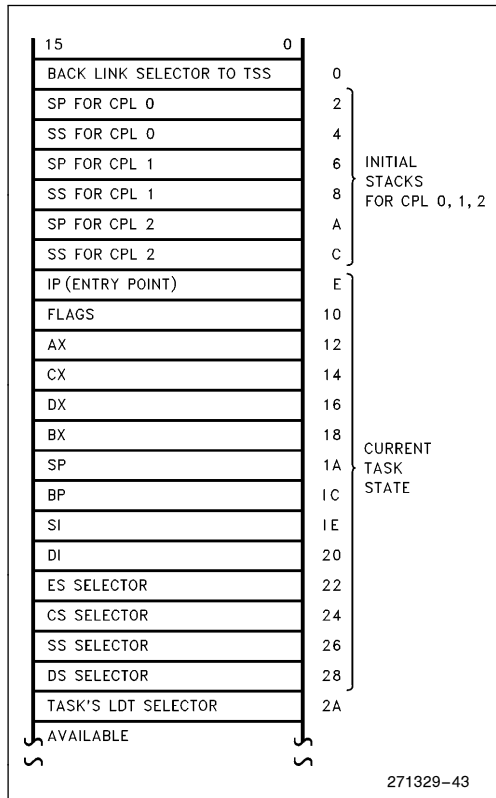 15 0
BACK LINK SELECTOR TO TSS 0
SP FOR CPL 0 2
SS FOR CPL 0 4
SP FOR CPL 1 6
SS FOR CPL 1 8
SP FOR CPL 2 A
SS FOR CPL 2 C
INITIAL
STACKS
FOR CPL 0, 1, 2
IP (ENTRY POINT) E
FLAGS 10
AX 12
CX 14
DX 16
BX 18
SP 1A
BP IC
SI IE
DI 20
ES SELECTOR 22
CS SELECTOR 24
SS SELECTOR 26
DS SELECTOR 28
CURRENT
TASK
STATE
TASK'S LDT SELECTOR 2A
AVAILABLE
271329–43